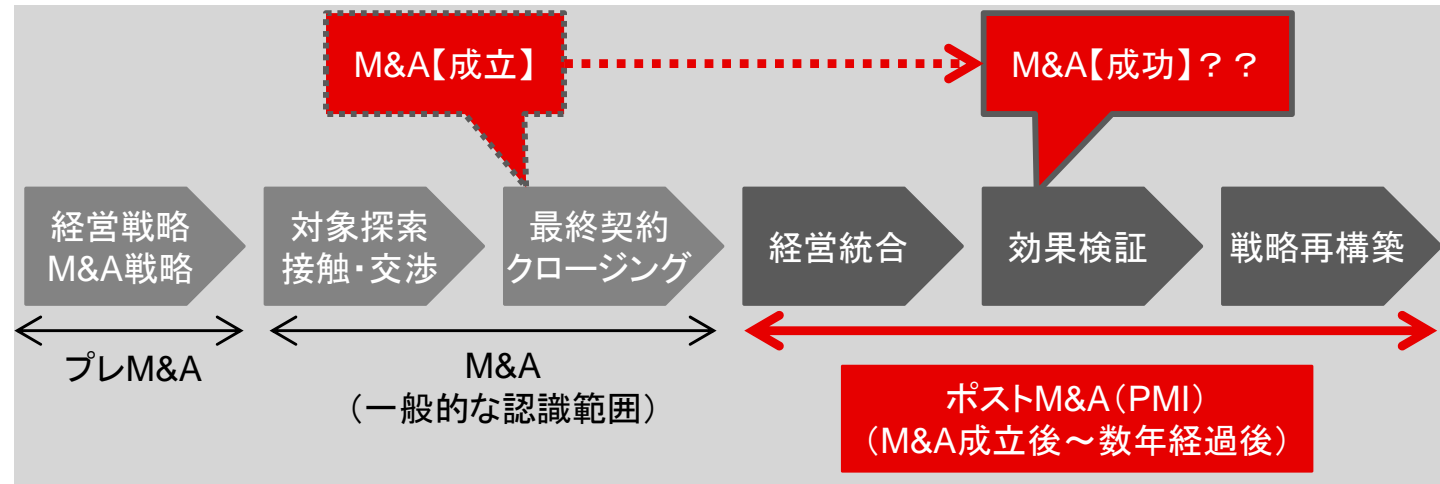 M&A【成立】
M&A【成功】？？
経営戦略
M&A戦略
対象探索
接触・交渉
最終契約
クロージング
経営統合
効果検証
戦略再構築
プレM&A
M&A
（一般的な認識範囲）
ポストM&A（PMI）
（M&A成立後～数年経過後）